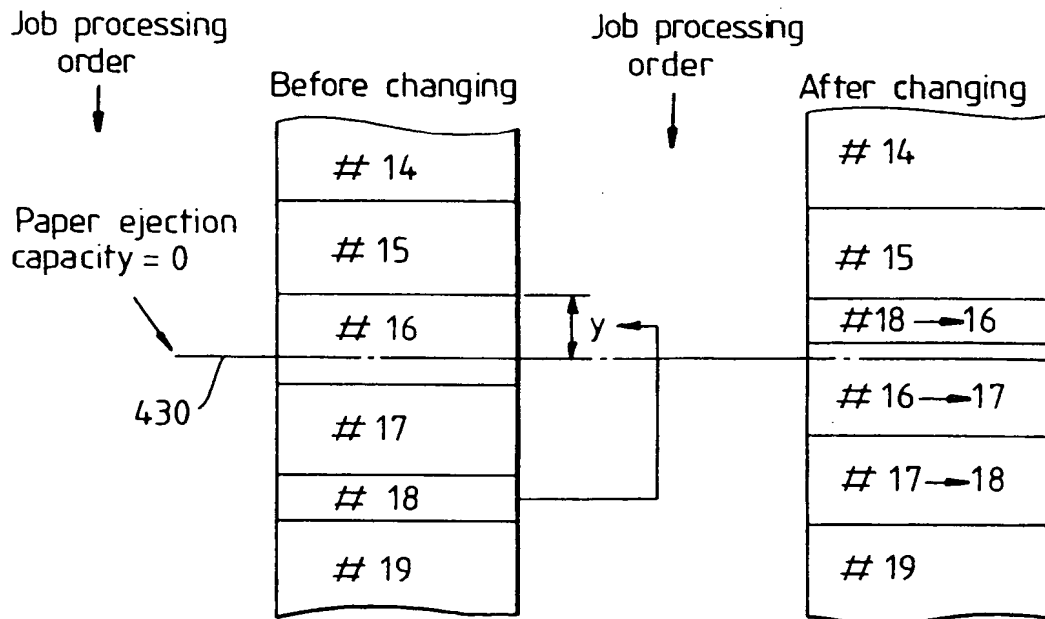 Job processing
order
Before changing
Paper ejection
capacity = 0
430
# 14
# 15
# 16
# 17
# 18
# 19
y
Job processing
order
After changing
# 14
# 15
#18 → 16
# 16 → 17
# 17 → 18
# 19